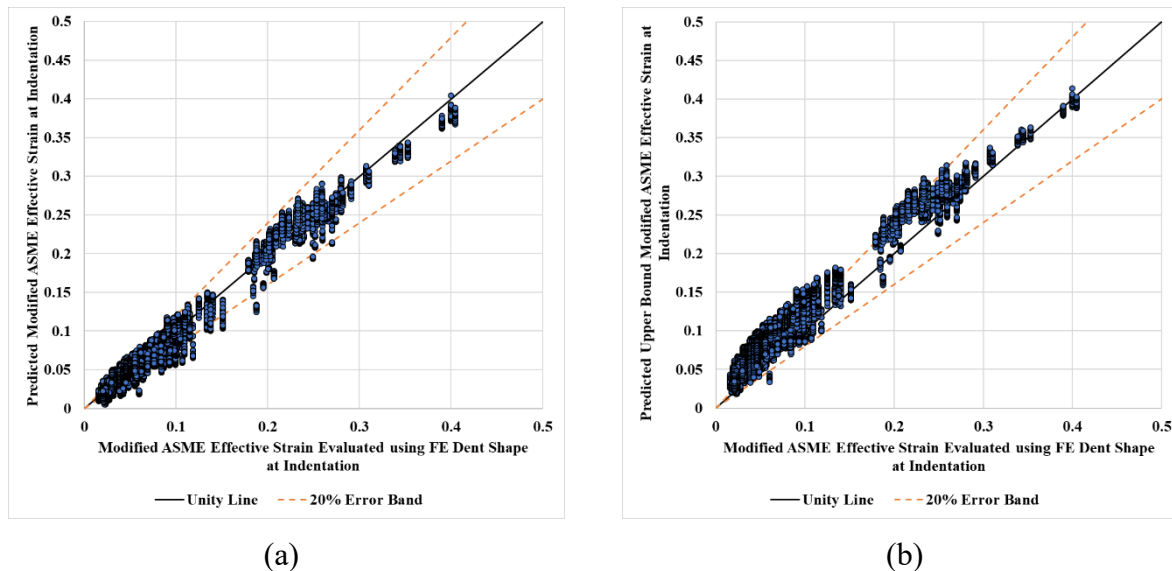 Predicted Modified ASME Effective Strain at Indentation
0.5
0.45
0.4
0.35
0.3
0.25
0.2
0.15
0.1
0.05
0
0 0.1 0.2 0.3 0.4 0.5
Modified ASME Effective Strain Evaluated using FE Dent Shape
at Indentation
Unity Line 20% Error Band
(a)
Predicted Upper Bound Modified ASME Effective Strain at
Indentation
0.5
0.45
0.4
0.35
0.3
0.25
0.2
0.15
0.1
0.05
0
0 0.1 0.2 0.3 0.4 0.5
Modified ASME Effective Strain Evaluated using FE Dent Shape
at Indentation
Unity Line 20% Error Band
(b)